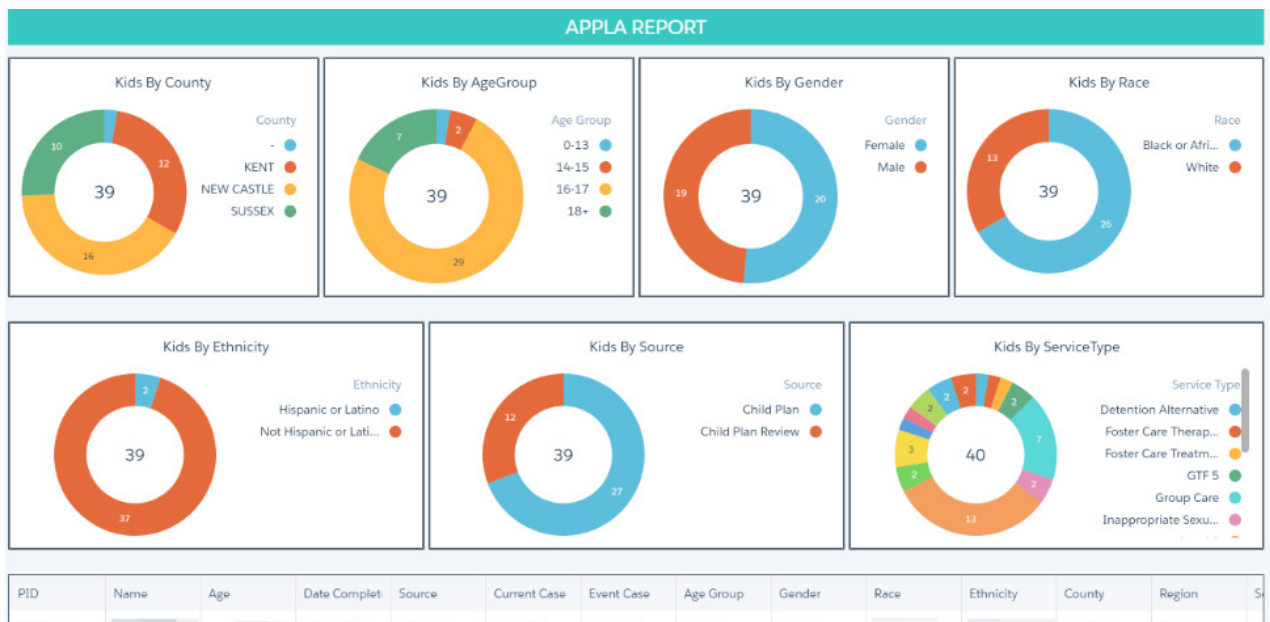 APPLA REPORT
Kids By County
County
-
KENT
NEW CASTLE
SUSSEX
10
12
39
16
Kids By AgeGroup
Age Group
0-13
14-15
16-17
18+
7
2
39
29
Kids By Gender
Gender
Female
Male
19
39
20
Kids By Race
Race
Black or Afri...
White
13
39
26
Kids By Ethnicity
Ethnicity
Hispanic or Latino
Not Hispanic or Lati...
2
39
37
Kids By Source
Source
Child Plan
Child Plan Review
12
39
27
Kids By ServiceType
Service Type
Detention Alternative
Foster Care Therap...
Foster Care Treatm...
GTF 5
Group Care
Inappropriate Sexu...
2
2
2
2
7
3
40
2
2
13
PID Name Age Date Complet Source Current Case Event Case Age Group Gender Race Ethnicity County Region